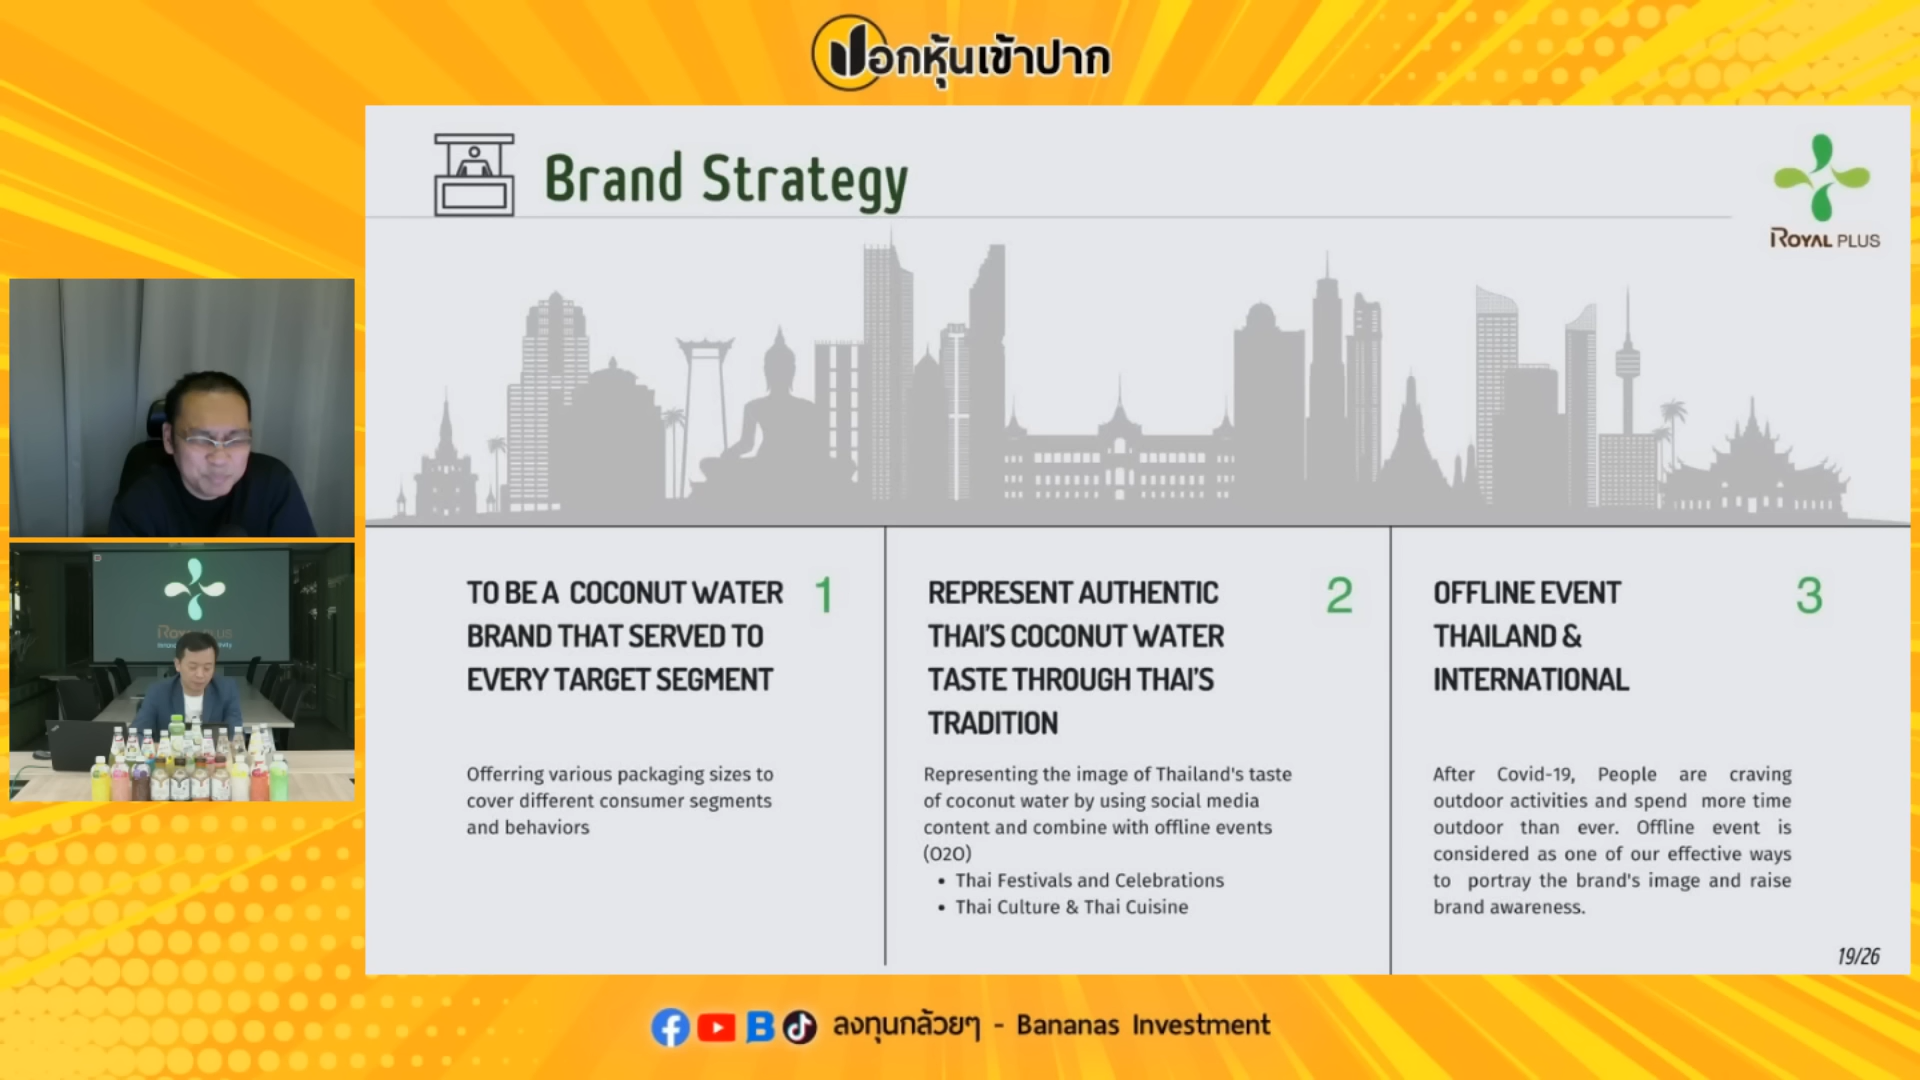 ปอกหุ้นเข้าปาก
Brand Strategy
ROYAL PLUS
TO BE A COCONUT WATER
BRAND THAT SERVED TO
EVERY TARGET SEGMENT
1
Offerring various packaging sizes to
cover different consumer segments
and behaviors
REPRESENT AUTHENTIC
THAI'S COCONUT WATER
TASTE THROUGH THAI'S
TRADITION
2
Representing the image of Thailand's taste
of coconut water by using social media
content and combine with offline events
(O2O)
• Thai Festivals and Celebrations
• Thai Culture & Thai Cuisine
OFFLINE EVENT
THAILAND &
INTERNATIONAL
3
After Covid-19, People are craving
outdoor activities and spend more time
outdoor than ever. Offline event is
considered as one of our effective ways
to portray the brand's image and raise
brand awareness.
19/26
ROYAL PLUS
ลงทุนกล้วยๆ - Bananas Investment